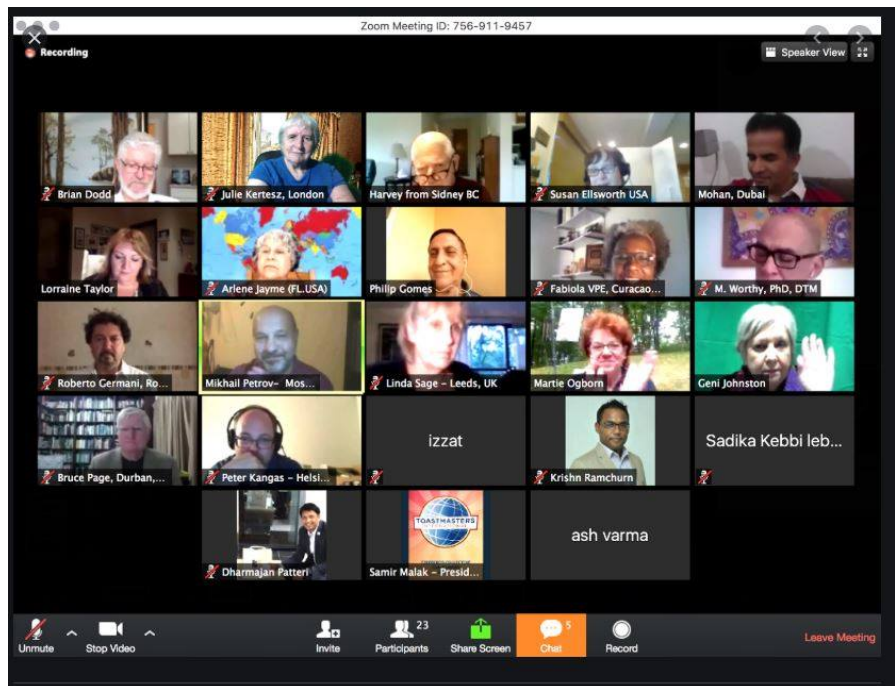 Zoom Meeting ID: 756-911-9457
Recording
Speaker View
Brian Dodd
Julie Kertesz, London
Harvey from Sidney BC
Susan Ellsworth USA
Mohan, Dubai
Lorraine Taylor
Arlene Jayme (FL.USA)
Philip Gomes
Fabiola VPE, Curacao...
M. Worthy, PhD, DTM
Roberto Germani, Ro...
Mikhail Petrov- Mos...
Linda Sage - Leeds, UK
Martie Ogborn
Geni Johnston
Bruce Page, Durban,...
Peter Kangas - Helsi...
izzat
Krishn Ramchurn
Sadika Kebbi leb...
Dharmajan Patteri
TOASTMASTERS
INTERNATIONAL
Samir Malak - Presid...
ash varma
Unmute
Stop Video
Invite
23
Participants
Share Screen
5
Chat
Record
Leave Meeting